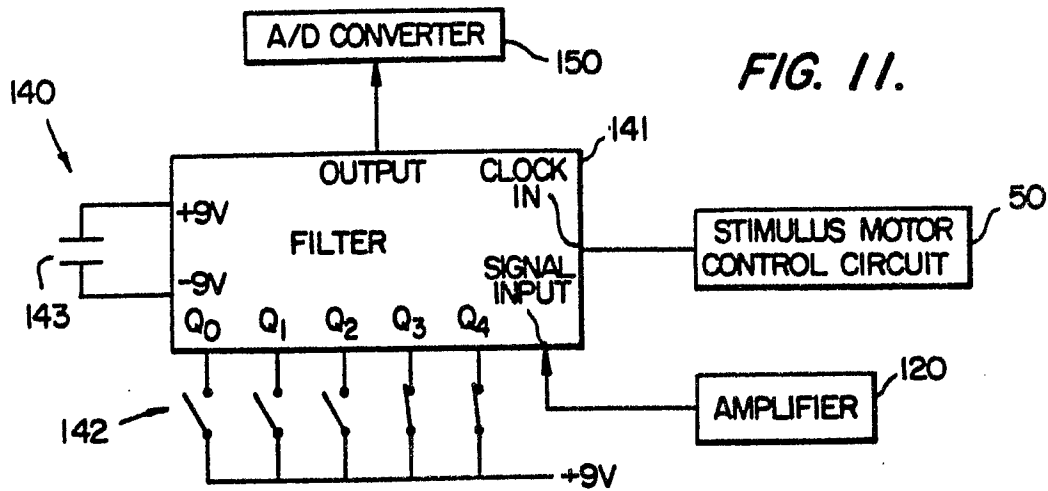 A/D CONVERTER
150
FIG. 11.
140
141
OUTPUT
CLOCK
IN
+9V
50
FILTER
STIMULUS MOTOR
CONTROL CIRCUIT
-9V
SIGNAL
INPUT
143
Q0 Q1 Q2 Q3 Q4
120
AMPLIFIER
142
+9V